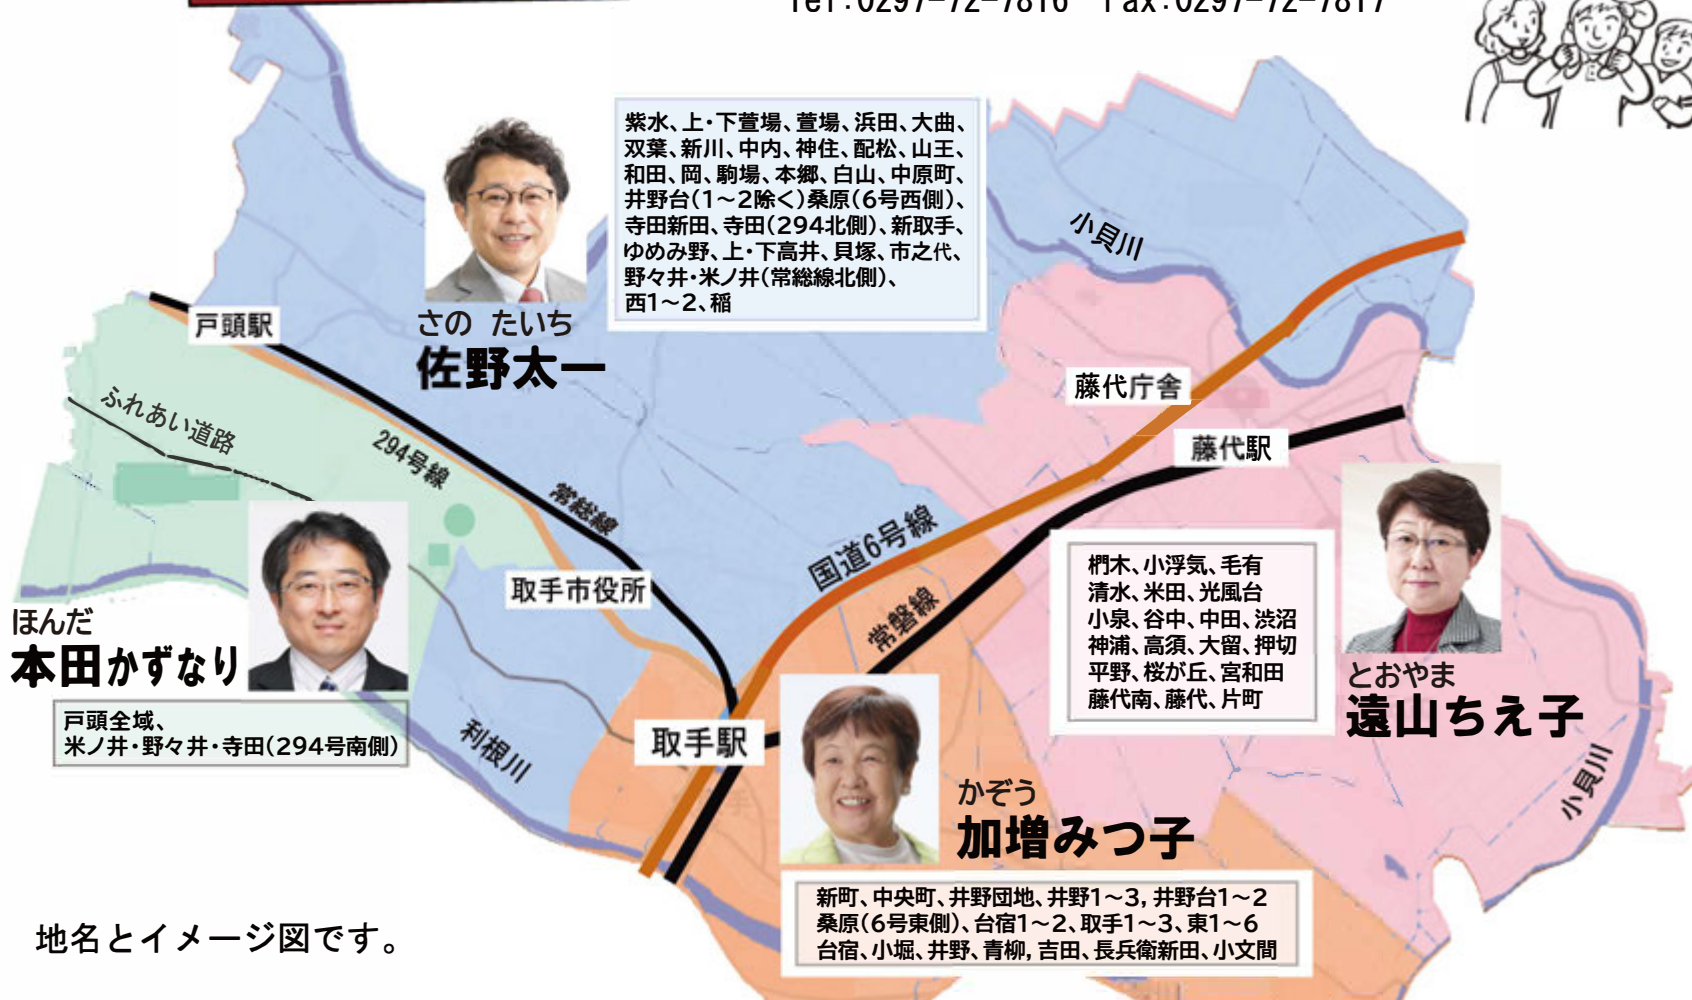 Tel:0297-72-7816 Fax:0297-72-7817
紫水、上・下萱場、萱場、浜田、大曲、
双葉、新川、中内、神住、配松、山王、
和田、岡、駒場、本郷、白山、中原町、
井野台(1～2除く)桑原(6号西側)、
寺田新田、寺田(294北側)、新取手、
ゆめみ野、上・下高井、貝塚、市之代、
野々井・米ノ井(常総線北側)、
西1～2、稲
さの たいち
佐野太一
小貝川
戸頭駅
ふれあい道路
294号線
常総線
藤代庁舎
藤代駅
国道6号線
常磐線
取手市役所
ほんだ
本田かずなり
戸頭全域、
米ノ井・野々井・寺田(294号南側)
利根川
取手駅
椚木、小浮気、毛有
清水、米田、光風台
小泉、谷中、中田、渋沼
神浦、高須、大留、押切
平野、桜が丘、宮和田
藤代南、藤代、片町
とおやま
遠山ちえ子
小貝川
かぞう
加増みつ子
新町、中央町、井野団地、井野1～3,井野台1～2
桑原(6号東側)、台宿1～2、取手1～3、東1～6
台宿、小堀、井野、青柳,吉田、長兵衛新田、小文間
地名とイメージ図です。